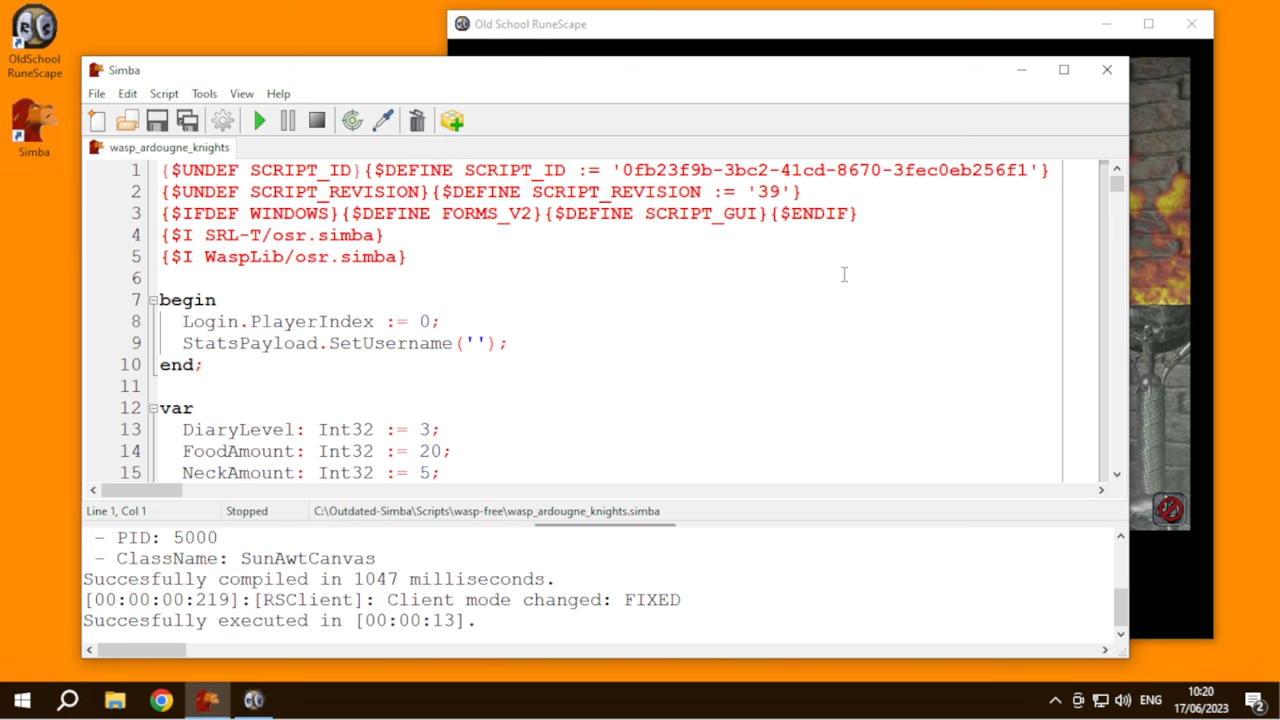 Old School RuneScape
OldSchool
RuneScape
Simba
Simba
File Edit Script Tools View Help
wasp_ardougne_knights
1 {$UNDEF SCRIPT_ID}{$DEFINE SCRIPT_ID := '0fb23f9b-3bc2-41cd-8670-3fec0eb256f1'}
2 {$UNDEF SCRIPT_REVISION}{$DEFINE SCRIPT_REVISION := '39'}
3 {$IFDEF WINDOWS}{$DEFINE FORMS_V2}{$DEFINE SCRIPT_GUI}{$ENDIF}
4 {$I SRL-T/osr.simba}
5 {$I WaspLib/osr.simba}
6
7 begin
8 Login.PlayerIndex := 0;
9 StatsPayload.SetUsername('');
10 end;
11
12 var
13 DiaryLevel: Int32 := 3;
14 FoodAmount: Int32 := 20;
15 NeckAmount: Int32 := 5;
Line 1, Col 1 Stopped C:\Outdated-Simba\Scripts\wasp-free\wasp_ardougne_knights.simba
- PID: 5000
- ClassName: SunAwtCanvas
Succesfully compiled in 1047 milliseconds.
[00:00:00:219]:[RSClient]: Client mode changed: FIXED
Succesfully executed in [00:00:13].
ENG
10:20
17/06/2023
2